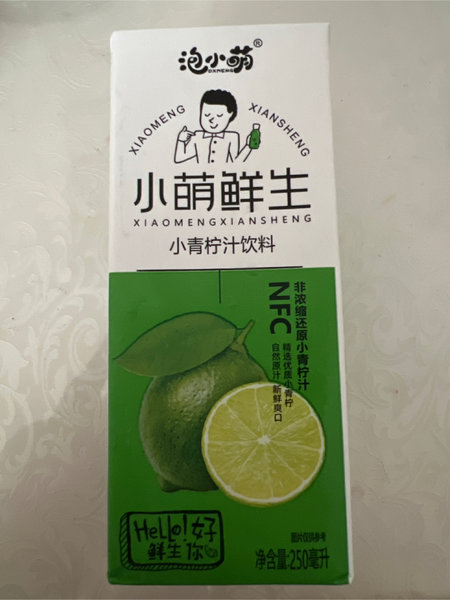 泡小萌®
DXMENG
XIAOMENG XIANSHENG
小萌鲜生
XIAOMENGXIANSHENG
小青柠汁饮料
非浓缩还原小青柠汁
NFC
精选优质小青柠
自然原汁 新鲜爽口
Hello! 你好
鲜生
图片仅供参考
净含量:250毫升